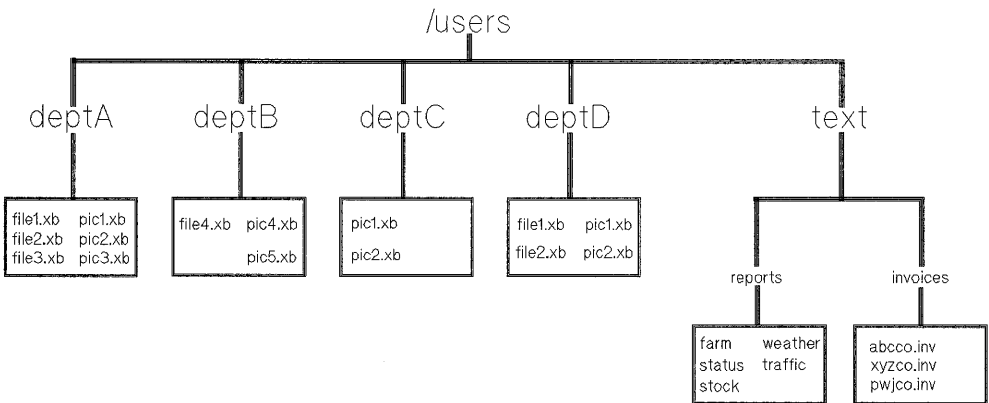 /users
deptA deptB deptC deptD text
file1.xb pic1.xb
file2.xb pic2.xb
file3.xb pic3.xb
file4.xb pic4.xb
pic5.xb
pic1.xb
pic2.xb
file1.xb pic1.xb
file2.xb pic2.xb
reports invoices
farm weather
status traffic
stock
abcco.inv
xyzco.inv
pwjco.inv